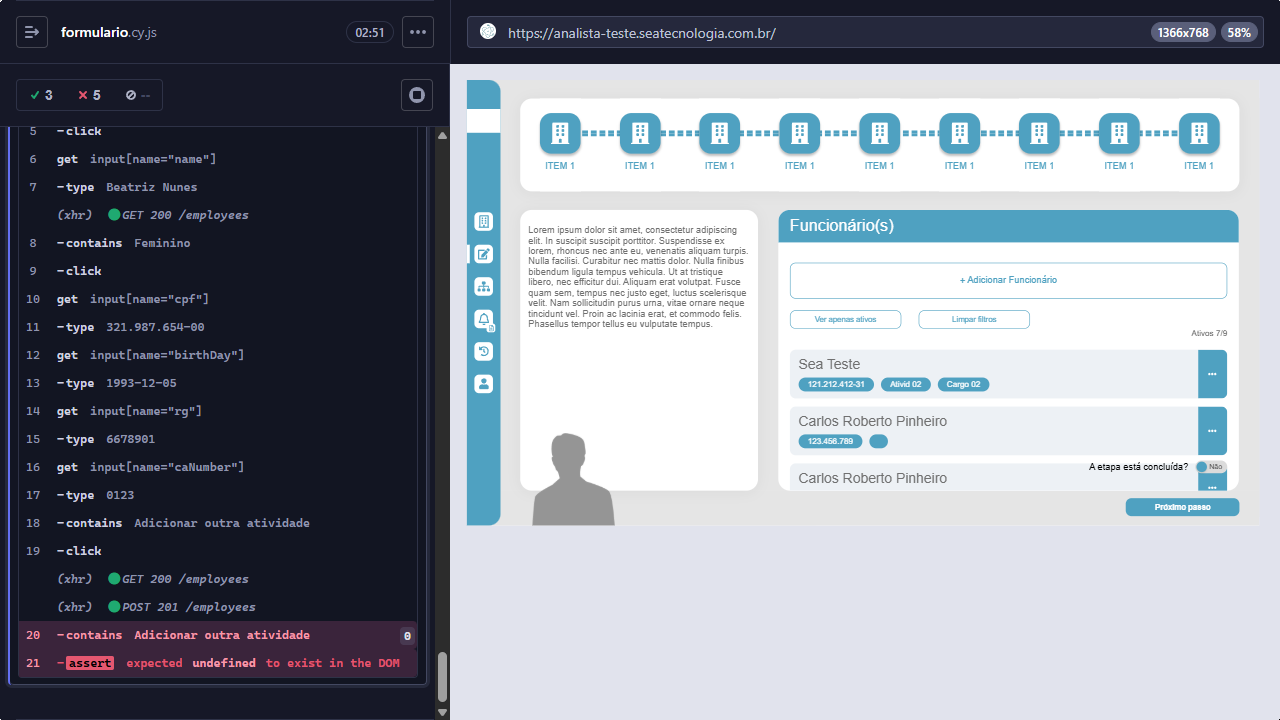 formulario.cy.js
02:51
3
5
--
5 -click
6 get input[name="name"]
7 -type Beatriz Nunes
(xhr) GET 200 /employees
8 -contains Feminino
9 -click
10 get input[name="cpf"]
11 -type 321.987.654-00
12 get input[name="birthDay"]
13 -type 1993-12-05
14 get input[name="rg"]
15 -type 6678901
16 get input[name="caNumber"]
17 -type 0123
18 -contains Adicionar outra atividade
19 -click
(xhr) GET 200 /employees
(xhr) POST 201 /employees
20 -contains Adicionar outra atividade 0
21 -assert expected undefined to exist in the DOM
https://analista-teste.seatecnologia.com.br/
1366x768
58%
ITEM 1
ITEM 1
ITEM 1
ITEM 1
ITEM 1
ITEM 1
ITEM 1
ITEM 1
ITEM 1
Lorem ipsum dolor sit amet, consectetur adipiscing
elit. In suscipit suscipit porttitor. Suspendisse ex
lorem, rhoncus nec ante eu, venenatis aliquam turpis.
Nulla facilisi. Curabitur nec mattis dolor. Nulla finibus
bibendum ligula tempus vehicula. Ut at tristique
libero, nec efficitur dui. Aliquam erat volutpat. Fusce
quam sem, tempus nec justo eget, luctus scelerisque
velit. Nam sollicitudin purus urna, vitae ornare neque
tincidunt vel. Proin ac lacinia erat, et commodo felis.
Phasellus tempor tellus eu vulputate tempus.
Funcionário(s)
+ Adicionar Funcionário
Ver apenas ativos
Limpar filtros
Ativos 7/9
Sea Teste
121.212.412-31
Ativid 02
Cargo 02
Carlos Roberto Pinheiro
123.456.789
A etapa está concluída? Não
Carlos Roberto Pinheiro
Próximo passo